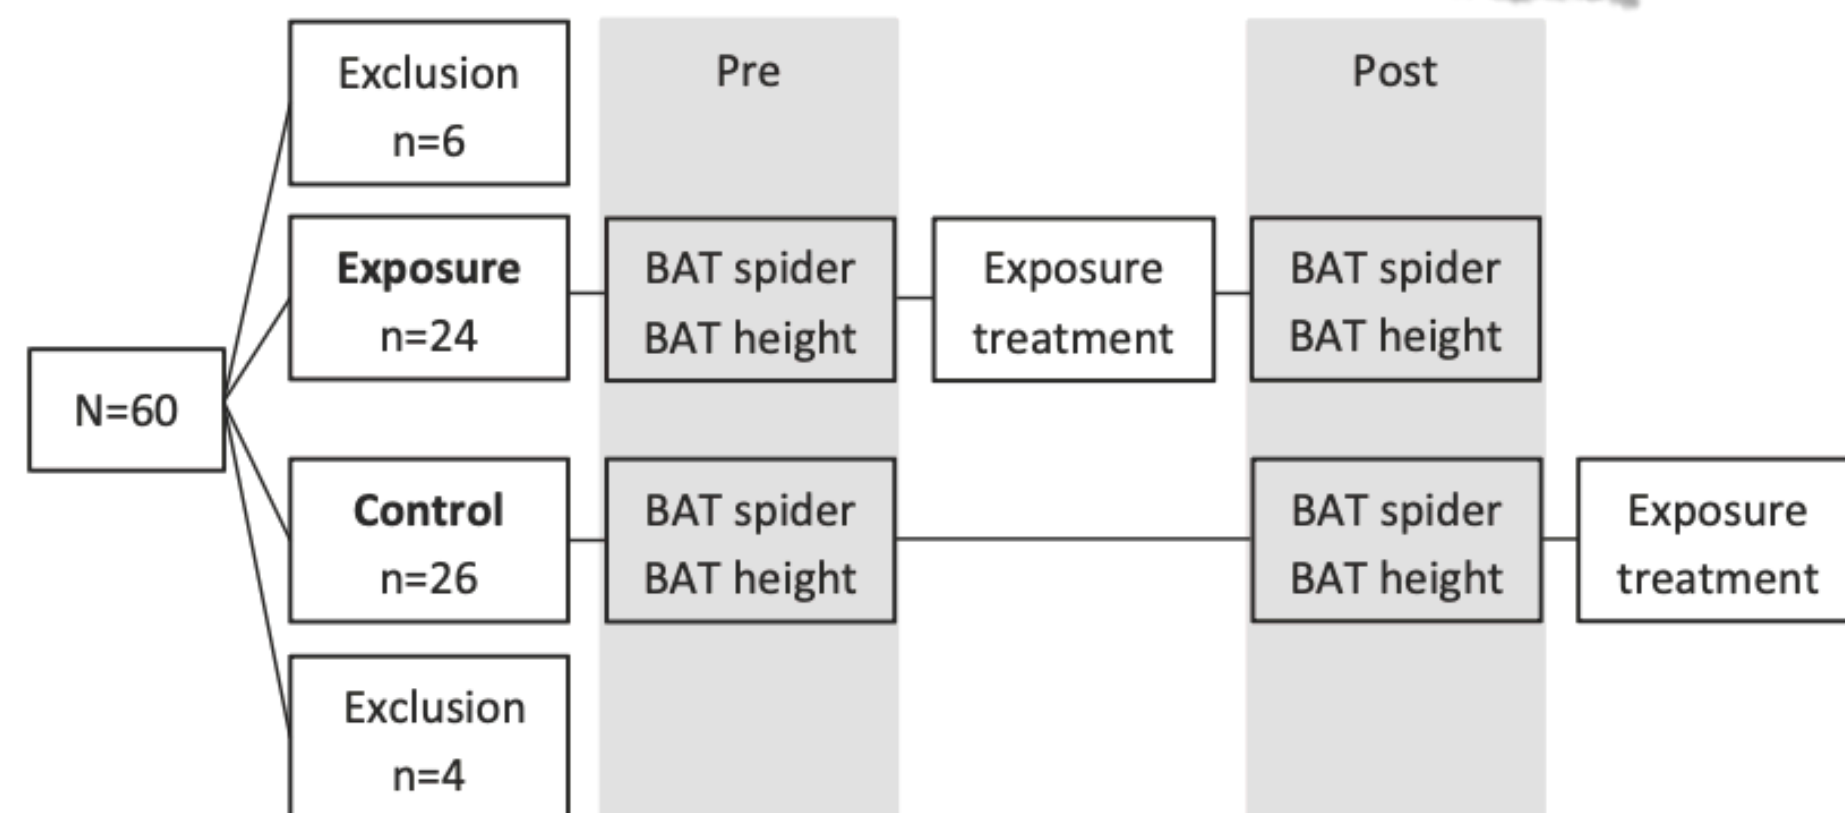 Exclusion
n=6
Pre
Post
Exposure
n=24
BAT spider
BAT height
Exposure
treatment
BAT spider
BAT height
N=60
Control
n=26
BAT spider
BAT height
BAT spider
BAT height
Exposure
treatment
Exclusion
n=4